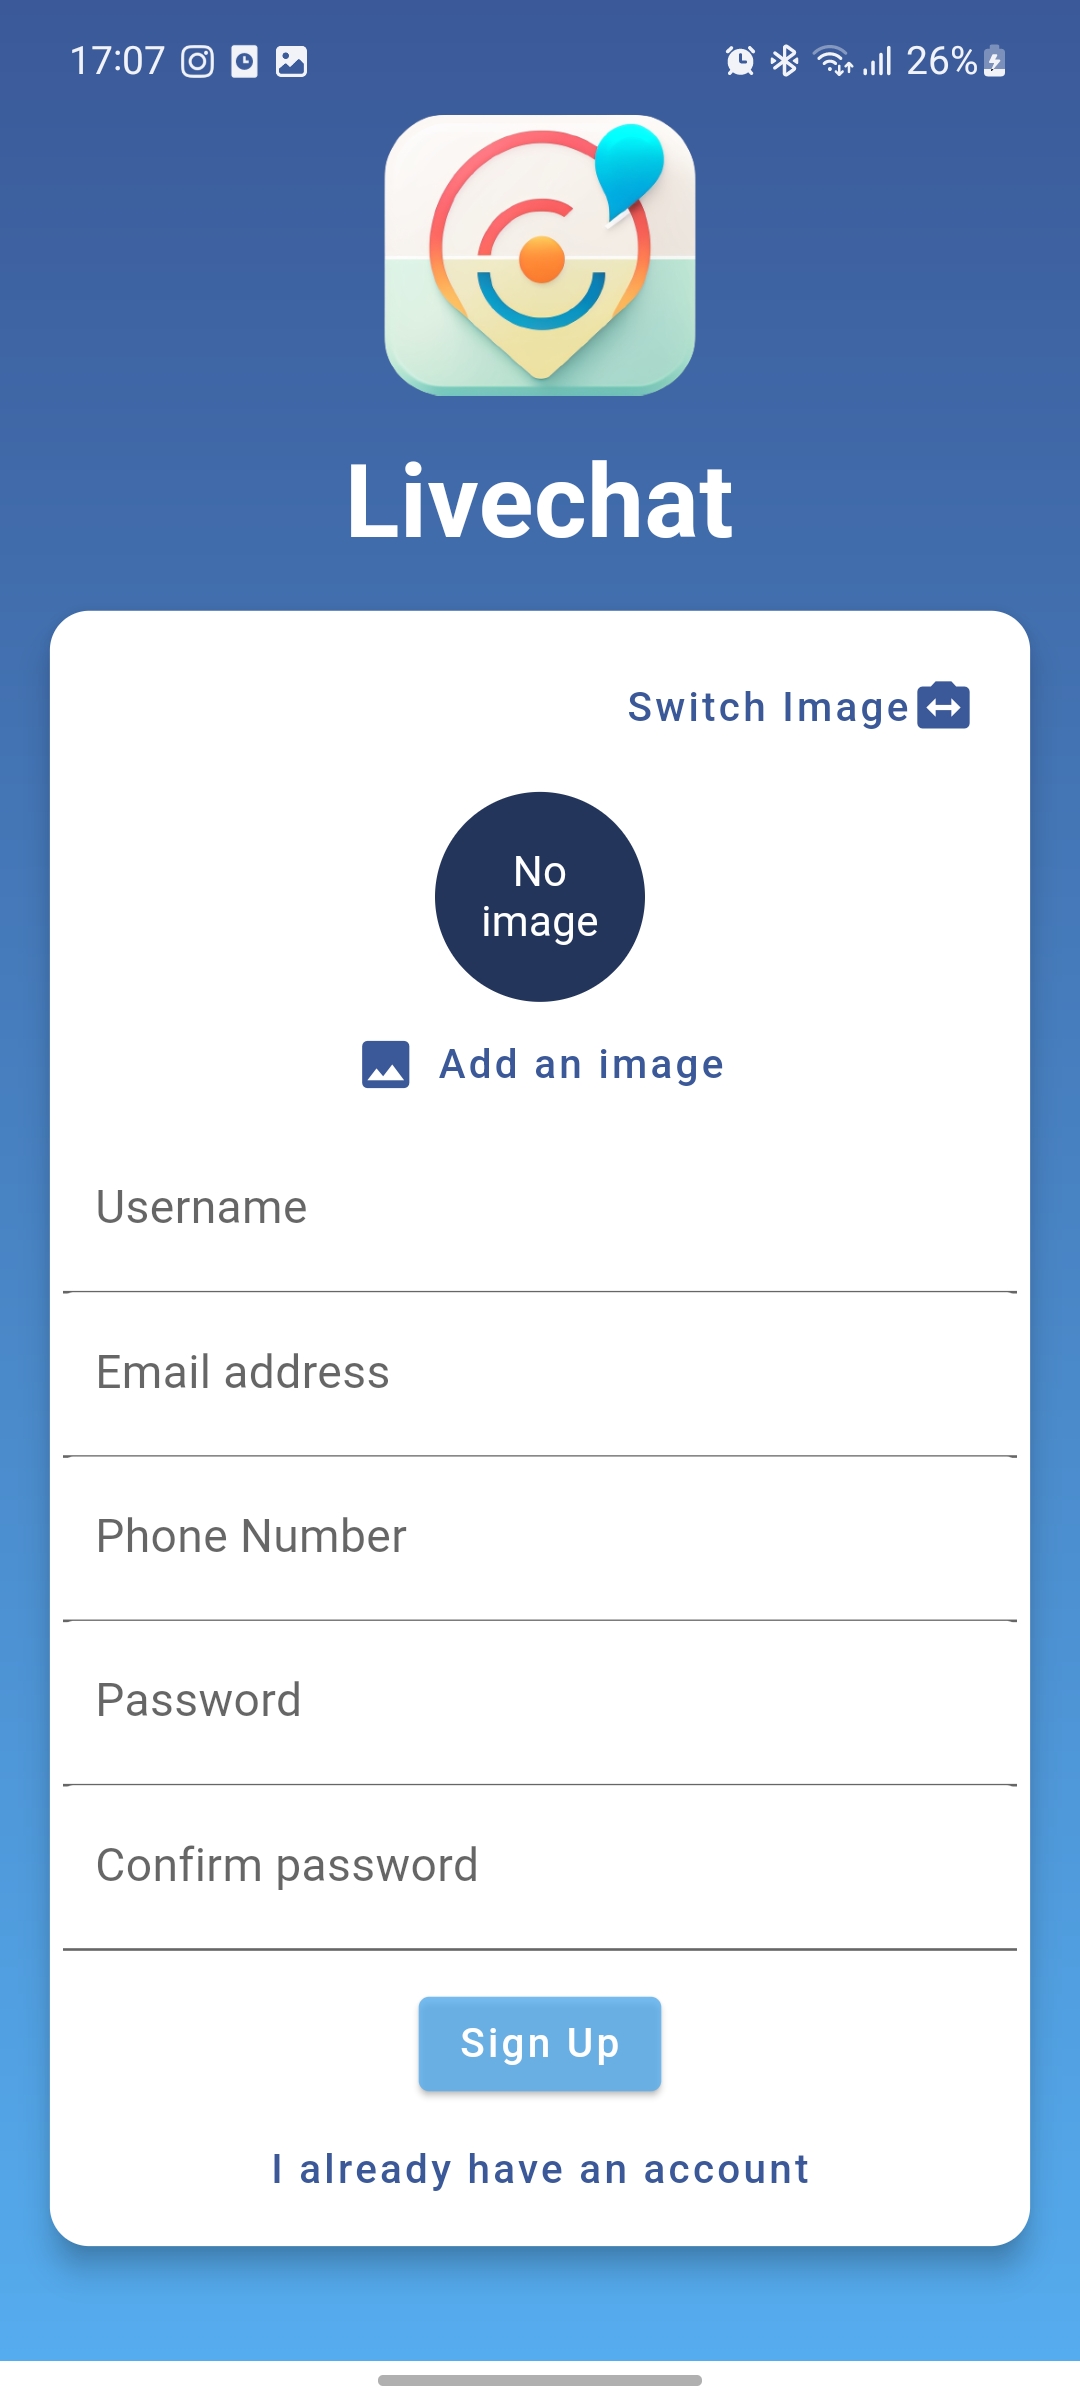 17:07 26%
Livechat
Switch Image
No
image
Add an image
Username
Email address
Phone Number
Password
Confirm password
Sign Up
I already have an account